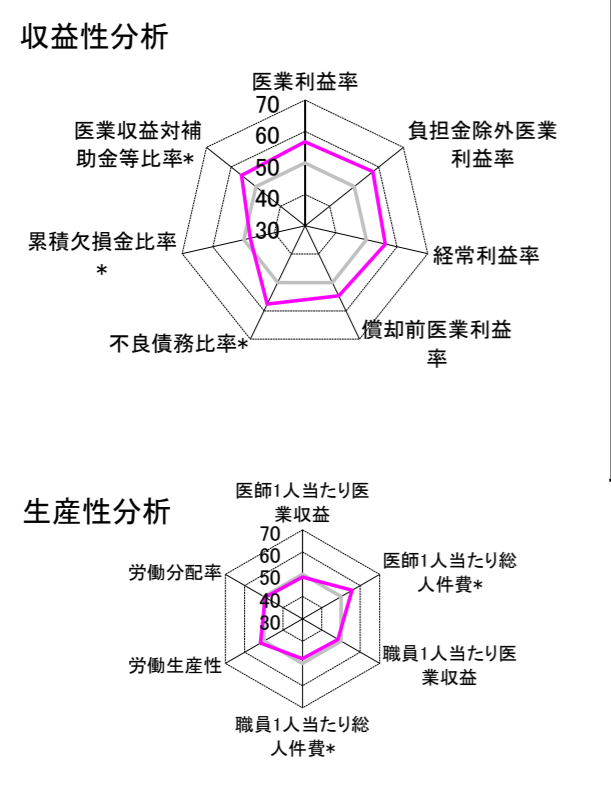 収益性分析
医業利益率
70
60
50
40
30
負担金除外医業
利益率
経常利益率
償却前医業利益
率
不良債務比率*
累積欠損金比率
*
医業収益対補
助金等比率*
生産性分析
医師1人当たり医
業収益
70
60
50
40
30
医師1人当たり総
人件費*
職員1人当たり医
業収益
職員1人当たり総
人件費*
労働生産性
労働分配率